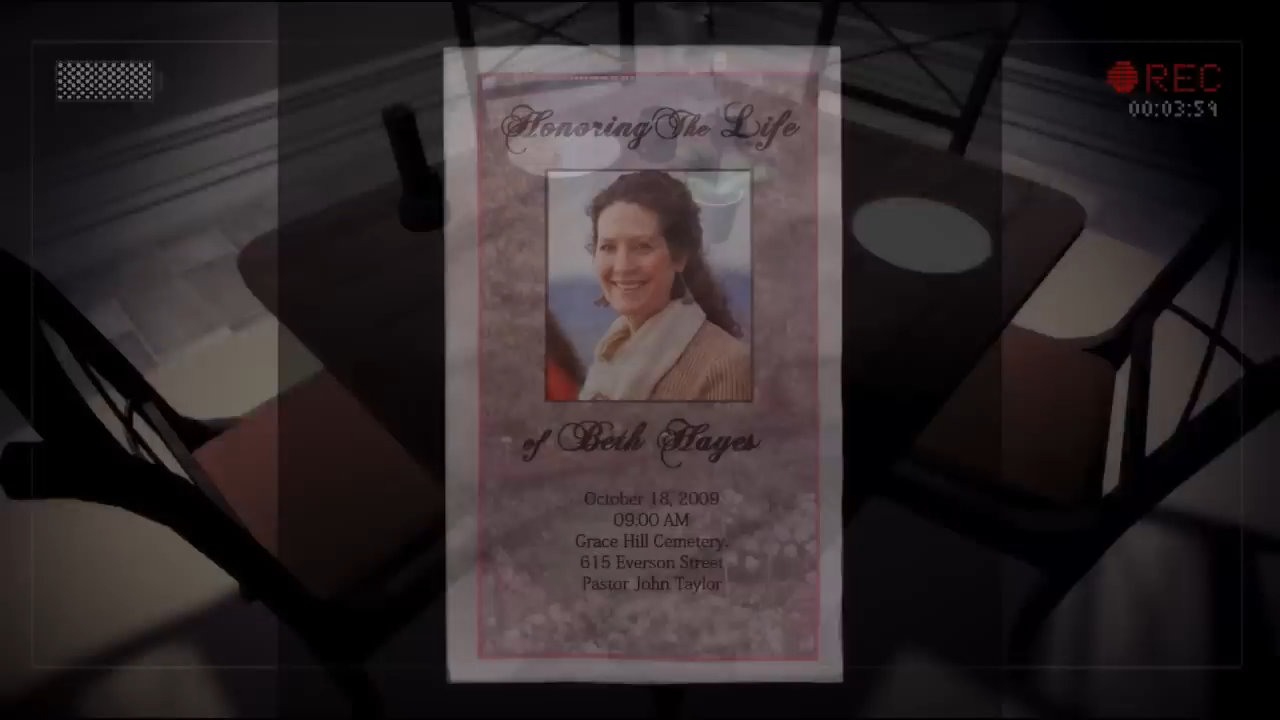 REC
00:03:59
Honoring The Life
of Beth Hayes
October 18, 2009
09:00 AM
Grace Hill Cemetery.
615 Everson Street
Pastor John Taylor